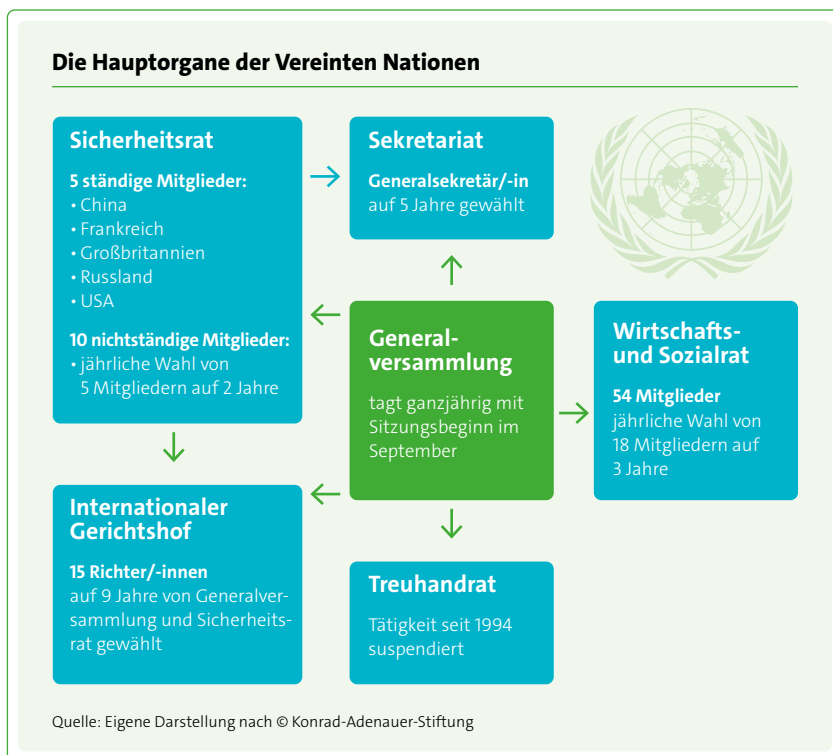 Die Hauptorgane der Vereinten Nationen
Sicherheitsrat
5 ständige Mitglieder:
• China
• Frankreich
• Großbritannien
• Russland
• USA
10 nichtständige Mitglieder:
• jährliche Wahl von
5 Mitgliedern auf 2 Jahre
Sekretariat
Generalsekretär/-in
auf 5 Jahre gewählt
General-
versammlung
tagt ganzjährig mit
Sitzungsbeginn im
September
Wirtschafts-
und Sozialrat
54 Mitglieder
jährliche Wahl von
18 Mitgliedern auf
3 Jahre
Internationaler
Gerichtshof
15 Richter/-innen
auf 9 Jahre von Generalver-
sammlung und Sicherheits-
rat gewählt
Treuhandrat
Tätigkeit seit 1994
suspendiert
Quelle: Eigene Darstellung nach © Konrad-Adenauer-Stiftung